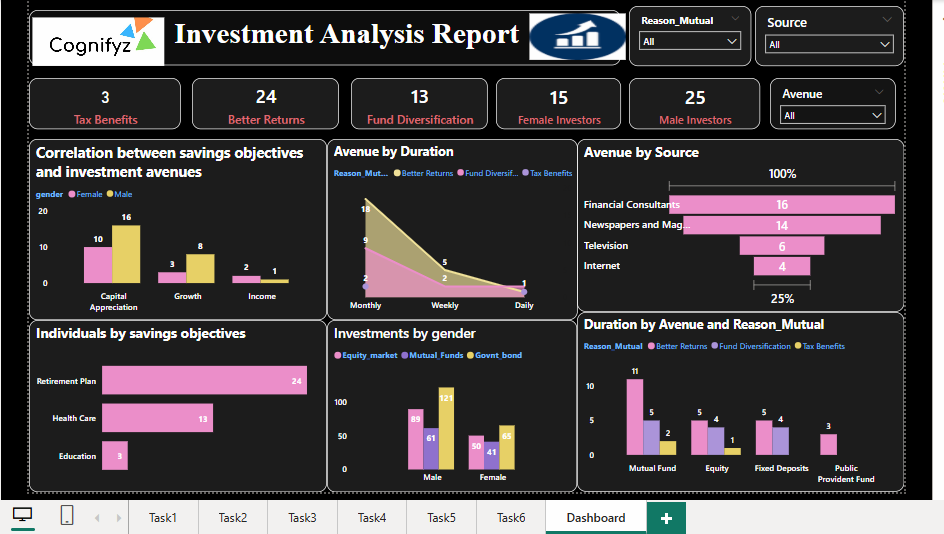 Cognifyz
Investment Analysis Report
Reason_Mutual
All
Source
All
3
Tax Benefits
24
Better Returns
13
Fund Diversification
15
Female Investors
25
Male Investors
Avenue
All
Correlation between savings objectives
and investment avenues
gender Female Male
20
10
0
10
16
3
8
2
1
Capital
Appreciation
Growth
Income
Avenue by Duration
Reason_Mut... Better Returns Fund Diversif... Tax Benefits
18
9
2
5
2
1
Monthly
Weekly
Daily
Avenue by Source
100%
Financial Consultants
16
Newspapers and Mag...
14
Television
6
Internet
4
25%
Individuals by savings objectives
Retirement Plan
24
Health Care
13
Education
3
Investments by gender
Equity_market Mutual_Funds Govnt_bond
100
50
0
89
61
121
50
41
65
Male
Female
Duration by Avenue and Reason_Mutual
Reason_Mutual Better Returns Fund Diversification Tax Benefits
10
5
0
11
5
2
5
4
1
5
4
3
Mutual Fund
Equity
Fixed Deposits
Public
Provident Fund
Task1
Task2
Task3
Task4
Task5
Task6
Dashboard
+